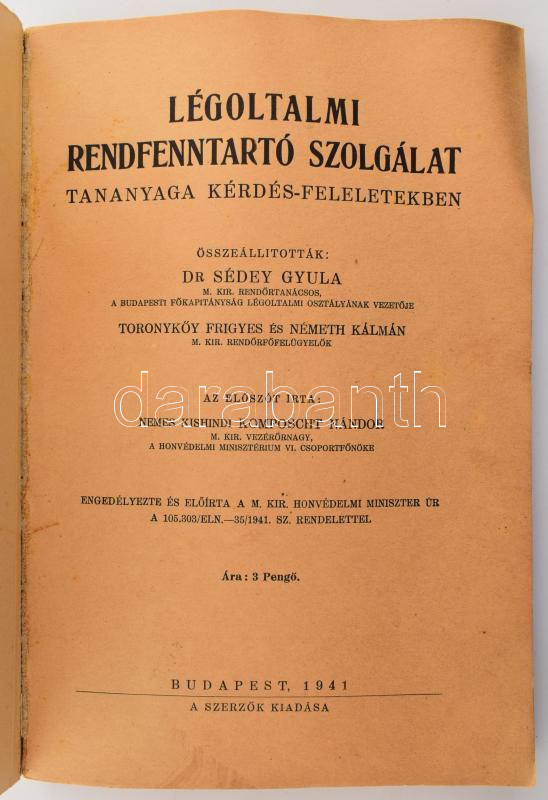 LÉGOLTALMI
RENDFENNTARTÓ SZOLGÁLAT
TANANYAGA KÉRDÉS-FELELETEKBEN
ÖSSZEÁLLITOTTÁK:
DR SÉDEY GYULA
M. KIR. RENDŐRTANÁCSOS,
A BUDAPESTI FŐKAPITÁNYSÁG LÉGOLTALMI OSZTÁLYÁNAK VEZETŐJE
TORONYKŐY FRIGYES ÉS NÉMETH KÁLMÁN
M. KIR. RENDŐRFŐFELÜGYELŐK
AZ ELŐSZÓT IRTA:
NEMES KISHINDI KOMPOSCHT NÁNDOR
M. KIR. VEZÉRŐRNAGY,
A HONVÉDELMI MINISZTÉRIUM VI. CSOPORTFŐNÖKE
ENGEDÉLYEZTE ÉS ELŐÍRTA A M. KIR. HONVÉDELMI MINISZTER ÚR
A 105.303/ELN.—35/1941. SZ. RENDELETTEL
Ára: 3 Pengő.
BUDAPEST, 1941
A SZERZŐK KIADÁSA
darabanth